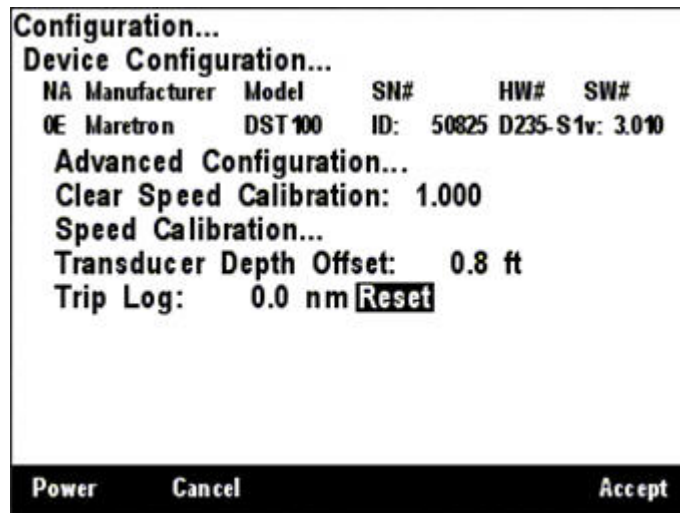 Configuration...
Device Configuration...
NA Manufacturer Model SN# HW# SW#
0E Maretron DST100 ID: 50825 D235-S1v: 3.010
Advanced Configuration...
Clear Speed Calibration: 1.000
Speed Calibration...
Transducer Depth Offset: 0.8 ft
Trip Log: 0.0 nm Reset
Power Cancel Accept